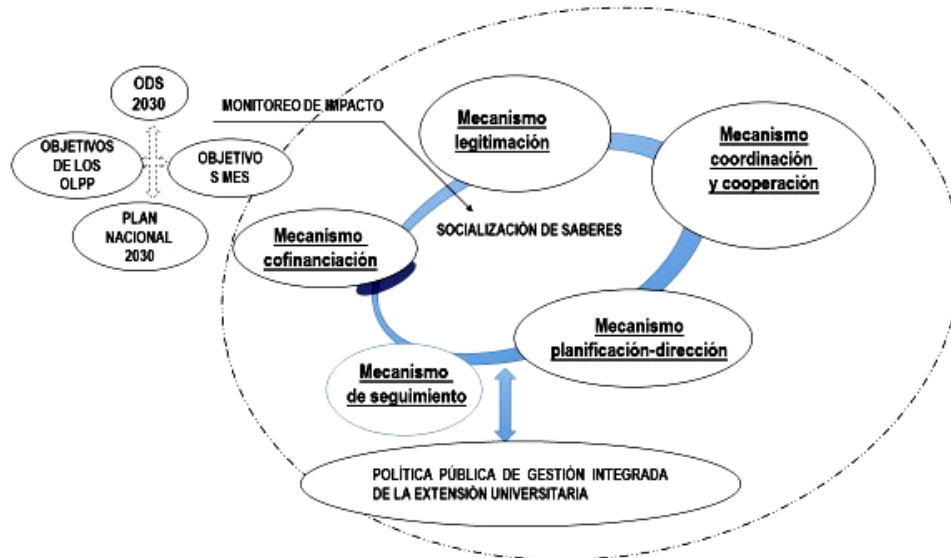 ODS
2030
OBJETIVOS
DE LOS
OLPP
OBJETIVO
S MES
PLAN
NACIONAL
2030
MONITOREO DE IMPACTO
Mecanismo
legitimación
Mecanismo
coordinación
y cooperación
SOCIALIZACIÓN DE SABERES
Mecanismo
cofinanciación
Mecanismo
planificación-dirección
Mecanismo
de seguimiento
POLÍTICA PÚBLICA DE GESTIÓN INTEGRADA
DE LA EXTENSIÓN UNIVERSITARIA